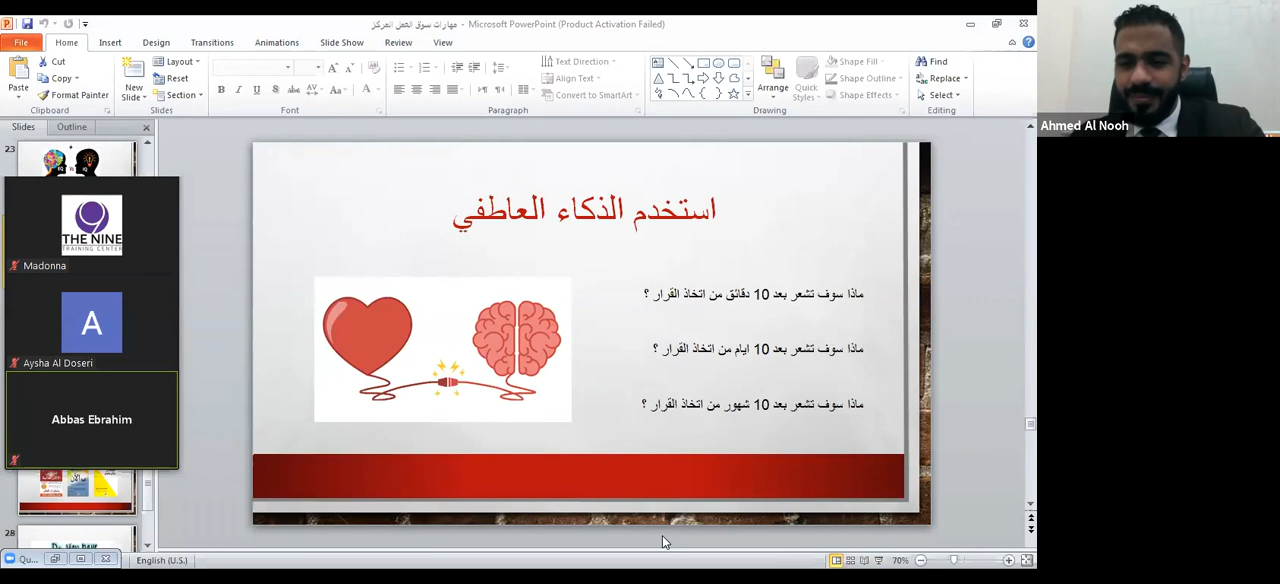 مهارات سوق العمل المركز - Microsoft PowerPoint (Product Activation Failed)
File Home Insert Design Transitions Animations Slide Show Review View
Paste
Cut
Copy
Format Painter
Clipboard
New Slide
Layout
Reset
Section
Slides
Font
Paragraph
Text Direction
Align Text
Convert to SmartArt
Arrange
Quick Styles
Shape Fill
Shape Outline
Shape Effects
Drawing
Find
Replace
Select
Editing
Slides Outline
23
THE NINE
TRAINING CENTER
Madonna
A
Aysha Al Doseri
Abbas Ebrahim
28
استخدم الذكاء العاطفي
ماذا سوف تشعر بعد 10 دقائق من اتخاذ القرار ؟
ماذا سوف تشعر بعد 10 ايام من اتخاذ القرار ؟
ماذا سوف تشعر بعد 10 شهور من اتخاذ القرار ؟
Ahmed Al Nooh
Qu...
English (U.S.)
70%